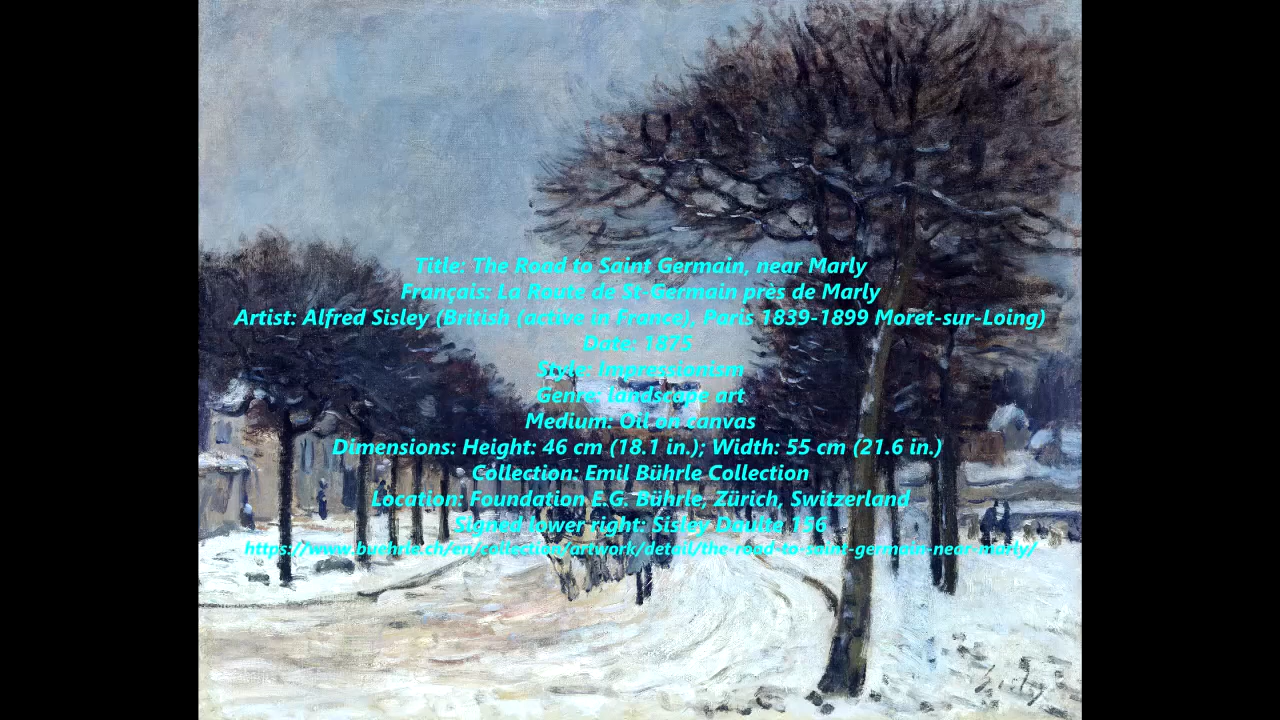 Title: The Road to Saint Germain, near Marly
Français: La Route de St-Germain près de Marly
Artist: Alfred Sisley (British (active in France), Paris 1839-1899 Moret-sur-Loing)
Date: 1875
Style: Impressionism
Genre: landscape art
Medium: Oil on canvas
Dimensions: Height: 46 cm (18.1 in.); Width: 55 cm (21.6 in.)
Collection: Emil Bührle Collection
Location: Foundation E.G. Bührle, Zürich, Switzerland
Signed lower right: Sisley Daulte 156
https://www.buehrle.ch/en/collection/artwork/detail/the-road-to-saint-germain-near-marly/
Sisley